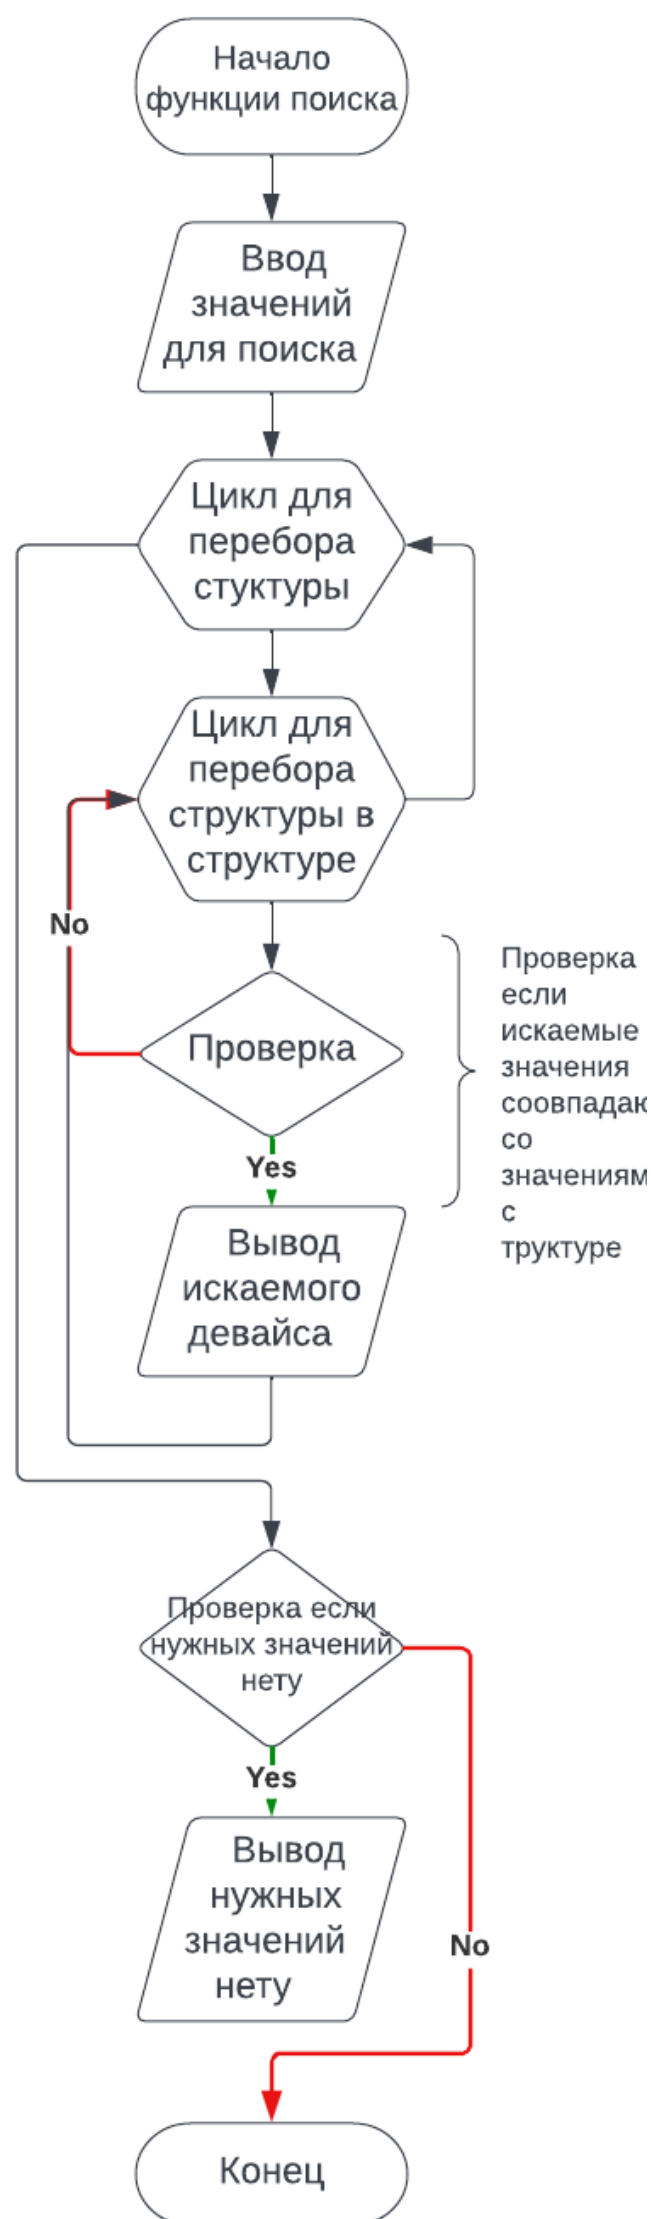 Начало
функции поиска
Ввод
значений
для поиска
Цикл для
перебора
стуктуры
Цикл для
перебора
структуры в
структуре
No
Проверка
Проверка
если
искаемые
значения
соовпадаю
со
значениям
с
труктуре
Yes
Вывод
искаемого
девайса
Проверка если
нужных значений
нету
Yes
Вывод
нужных
значений
нету
No
Конец